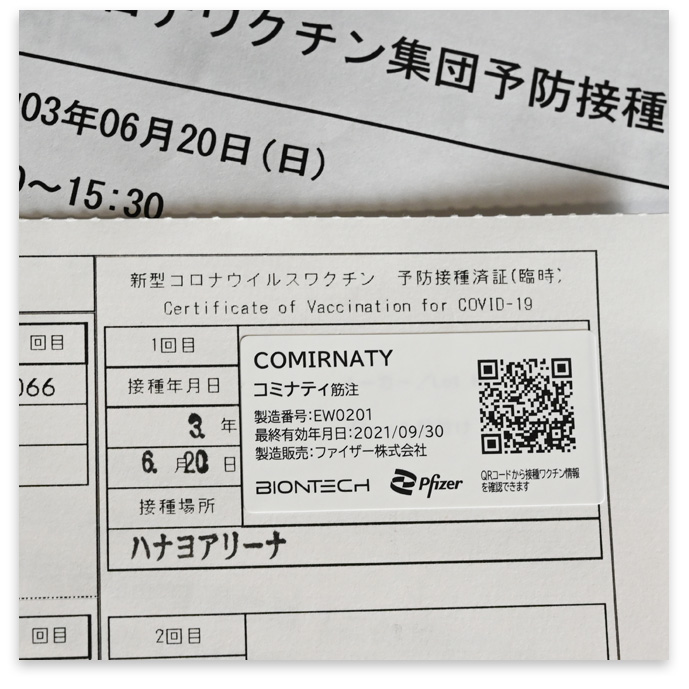 ワクチン集団予防接種
03年06月20日(日)
～15:30
新型コロナウイルスワクチン 予防接種済証(臨時)
Certificate of Vaccination for COVID-19
回目
1回目
COMIRNATY
コミナティ筋注
066
接種年月日
製造番号:EW0201
3 年
最終有効年月日:2021/09/30
製造販売:ファイザー株式会社
6. 月 20 日
BIONTECH Pfizer
QRコードから接種ワクチン情報
を確認できます
接種場所
ハナヨアリーナ
回目
2回目